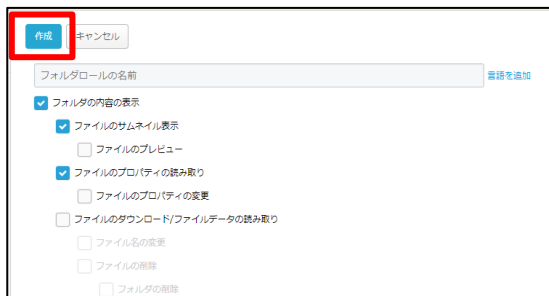 作成 キャンセル
フォルダロールの名前 言語を追加
フォルダの内容の表示
ファイルのサムネイル表示
ファイルのプレビュー
ファイルのプロパティの読み取り
ファイルのプロパティの変更
ファイルのダウンロード/ファイルデータの読み取り
ファイル名の変更
ファイルの削除
フォルダの削除